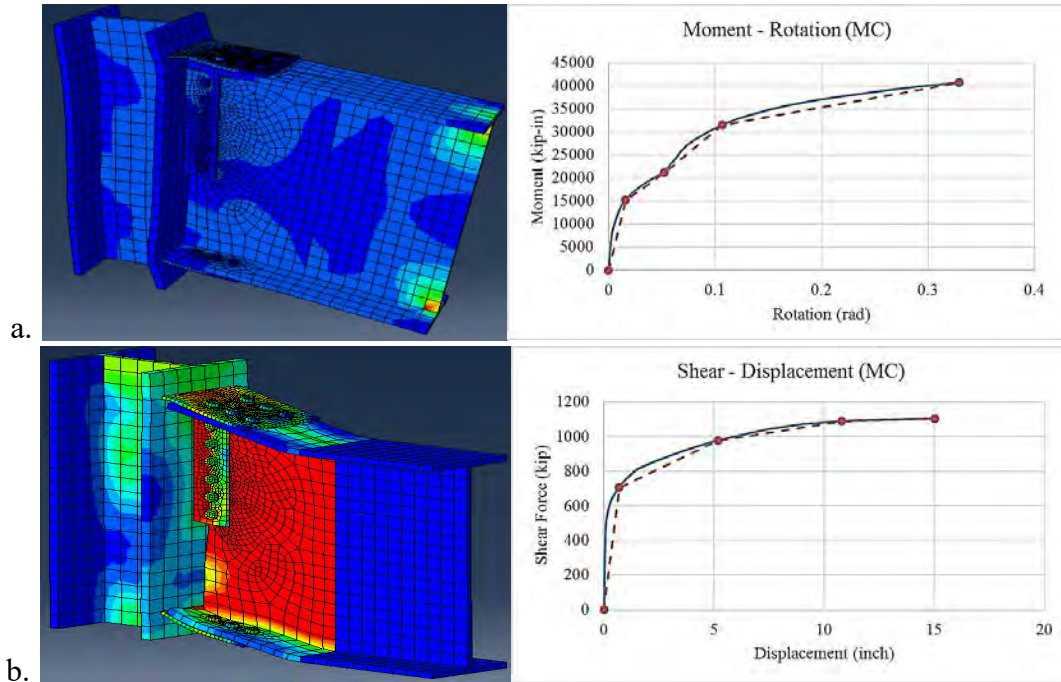 a.
Moment - Rotation (MC)
45000
40000
35000
30000
25000
20000
15000
10000
5000
0
Moment (kip-in)
0 0.1 0.2 0.3 0.4
Rotation (rad)
b.
Shear - Displacement (MC)
1200
1000
800
600
400
200
0
Shear Force (kip)
0 5 10 15 20
Displacement (inch)